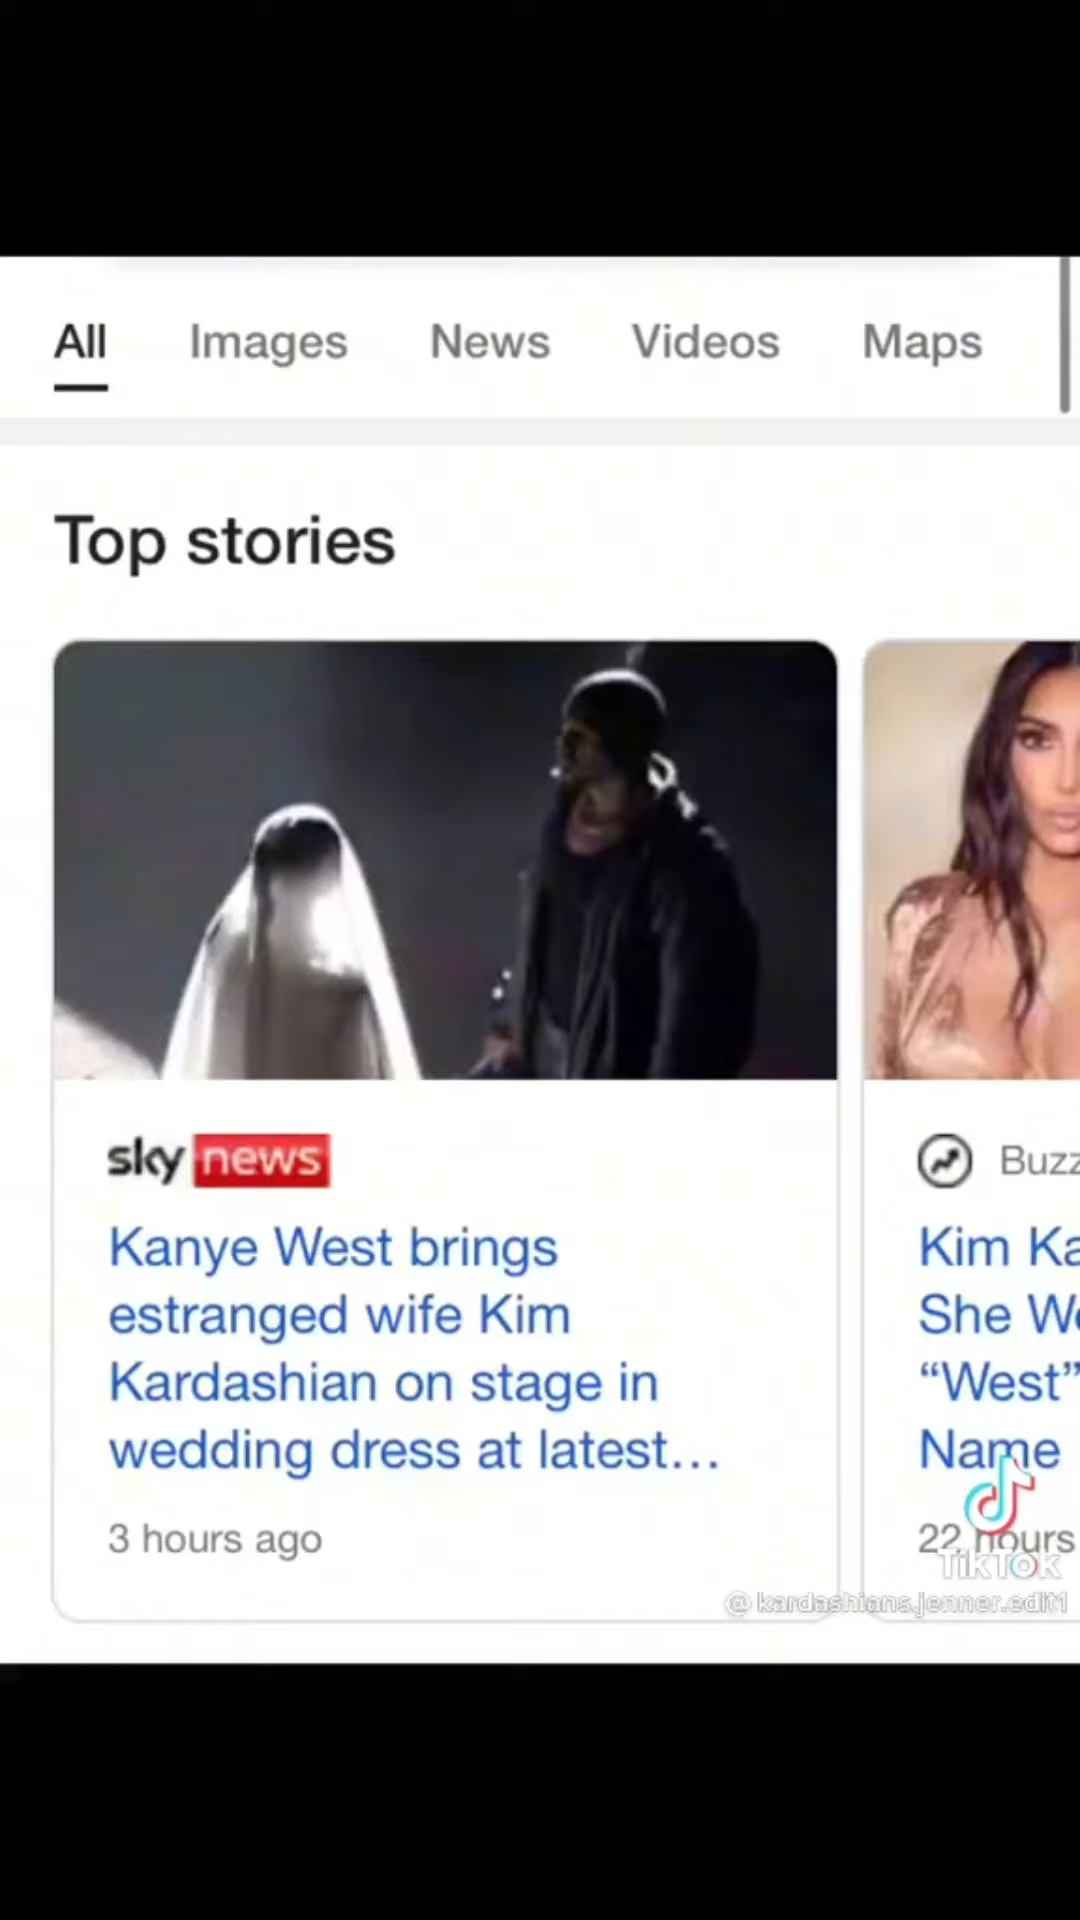 All Images News Videos Maps
Top stories
sky news
Kanye West brings
estranged wife Kim
Kardashian on stage in
wedding dress at latest...
3 hours ago
Buzz
Kim Ka
She We
“West”
Name
22 hours
TikTok
@kardashians.jenner.edit1